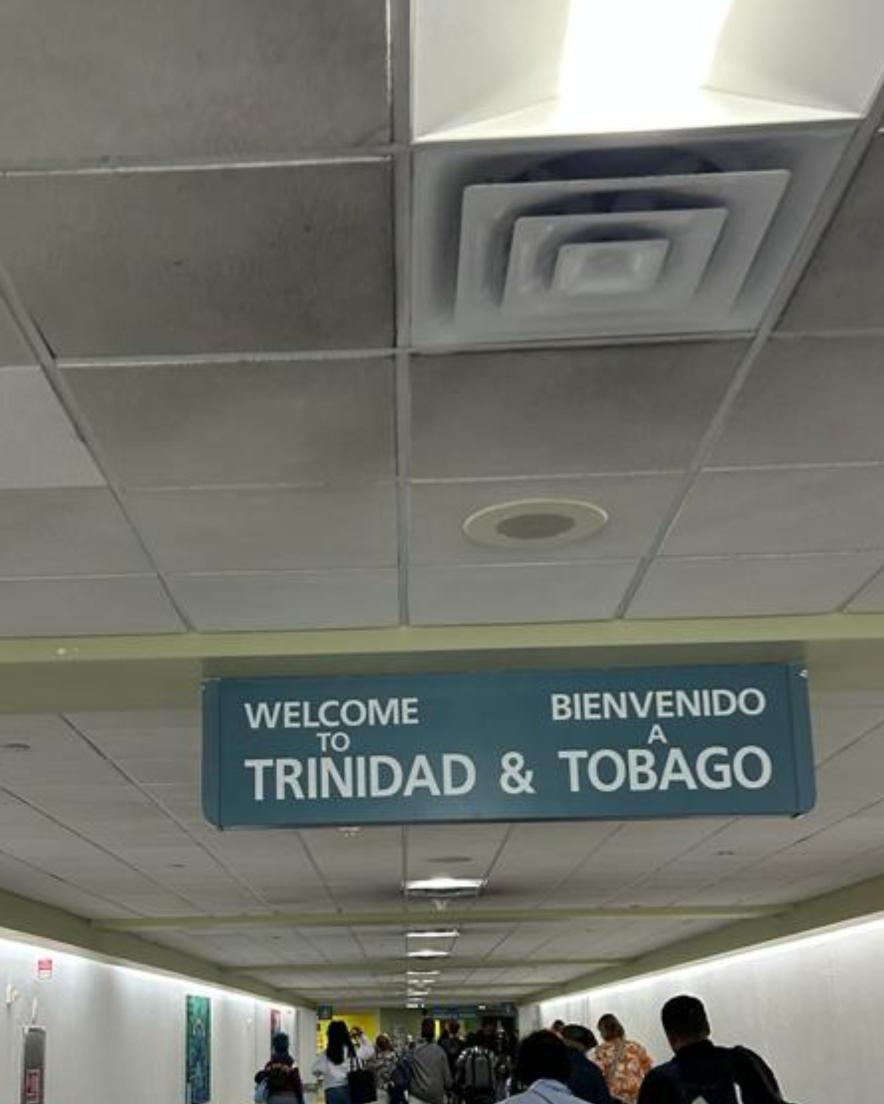 WELCOME BIENVENIDO
TO A
TRINIDAD & TOBAGO